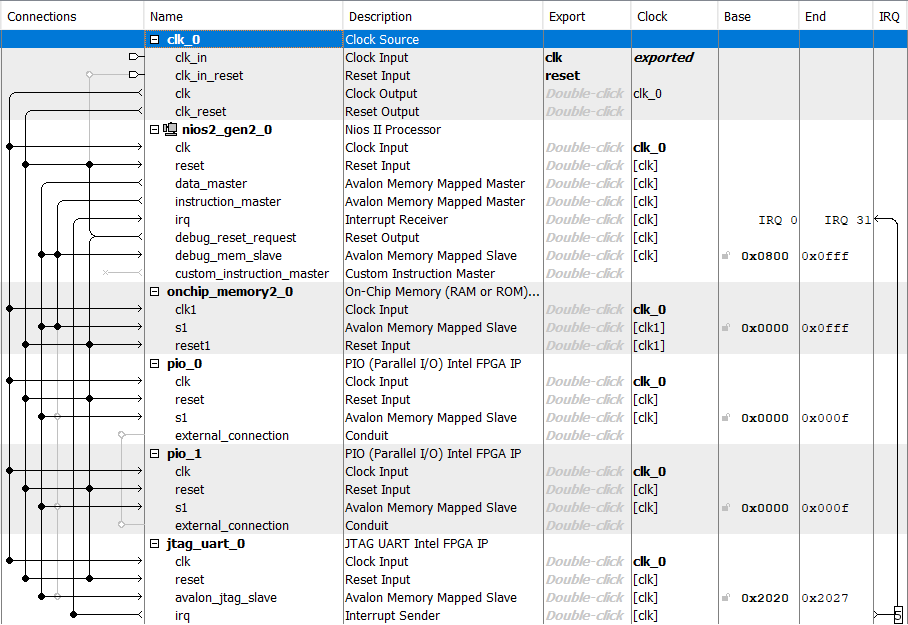 Connections Name Description Export Clock Base End IRQ
clk_0 Clock Source
clk_in Clock Input clk exported
clk_in_reset Reset Input reset
clk Clock Output Double-click clk_0
clk_reset Reset Output Double-click
nios2_gen2_0 Nios II Processor
clk Clock Input Double-click clk_0
reset Reset Input Double-click [clk]
data_master Avalon Memory Mapped Master Double-click [clk]
instruction_master Avalon Memory Mapped Master Double-click [clk]
irq Interrupt Receiver Double-click [clk] IRQ 0 IRQ 31
debug_reset_request Reset Output Double-click [clk]
debug_mem_slave Avalon Memory Mapped Slave Double-click [clk] 0x0800 0x0fff
custom_instruction_master Custom Instruction Master Double-click
onchip_memory2_0 On-Chip Memory (RAM or ROM)...
clk1 Clock Input Double-click clk_0
s1 Avalon Memory Mapped Slave Double-click [clk1] 0x0000 0x0fff
reset1 Reset Input Double-click [clk1]
pio_0 PIO (Parallel I/O) Intel FPGA IP
clk Clock Input Double-click clk_0
reset Reset Input Double-click [clk]
s1 Avalon Memory Mapped Slave Double-click [clk] 0x0000 0x000f
external_connection Conduit Double-click
pio_1 PIO (Parallel I/O) Intel FPGA IP
clk Clock Input Double-click clk_0
reset Reset Input Double-click [clk]
s1 Avalon Memory Mapped Slave Double-click [clk] 0x0000 0x000f
external_connection Conduit Double-click
jtag_uart_0 JTAG UART Intel FPGA IP
clk Clock Input Double-click clk_0
reset Reset Input Double-click [clk]
avalon_jtag_slave Avalon Memory Mapped Slave Double-click [clk] 0x2020 0x2027
irq Interrupt Sender Double-click [clk] 5